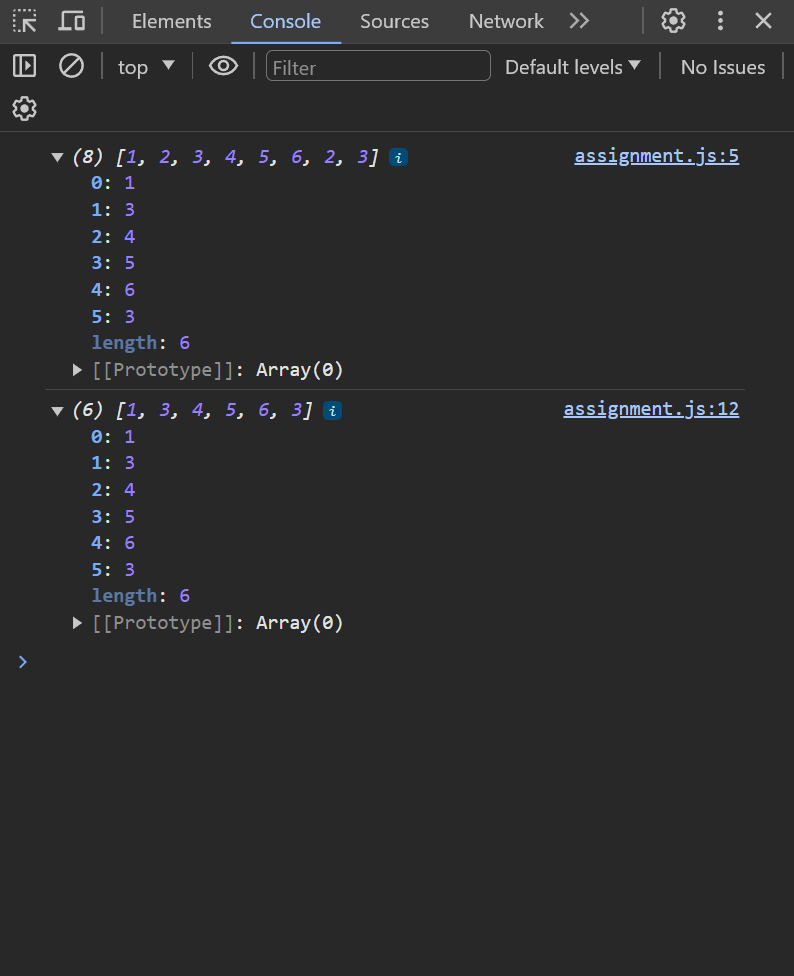 Elements Console Sources Network
top Filter Default levels No Issues
(8) [1, 2, 3, 4, 5, 6, 2, 3] i assignment.js:5
0: 1
1: 3
2: 4
3: 5
4: 6
5: 3
length: 6
[[Prototype]]: Array(0)
(6) [1, 3, 4, 5, 6, 3] i assignment.js:12
0: 1
1: 3
2: 4
3: 5
4: 6
5: 3
length: 6
[[Prototype]]: Array(0)